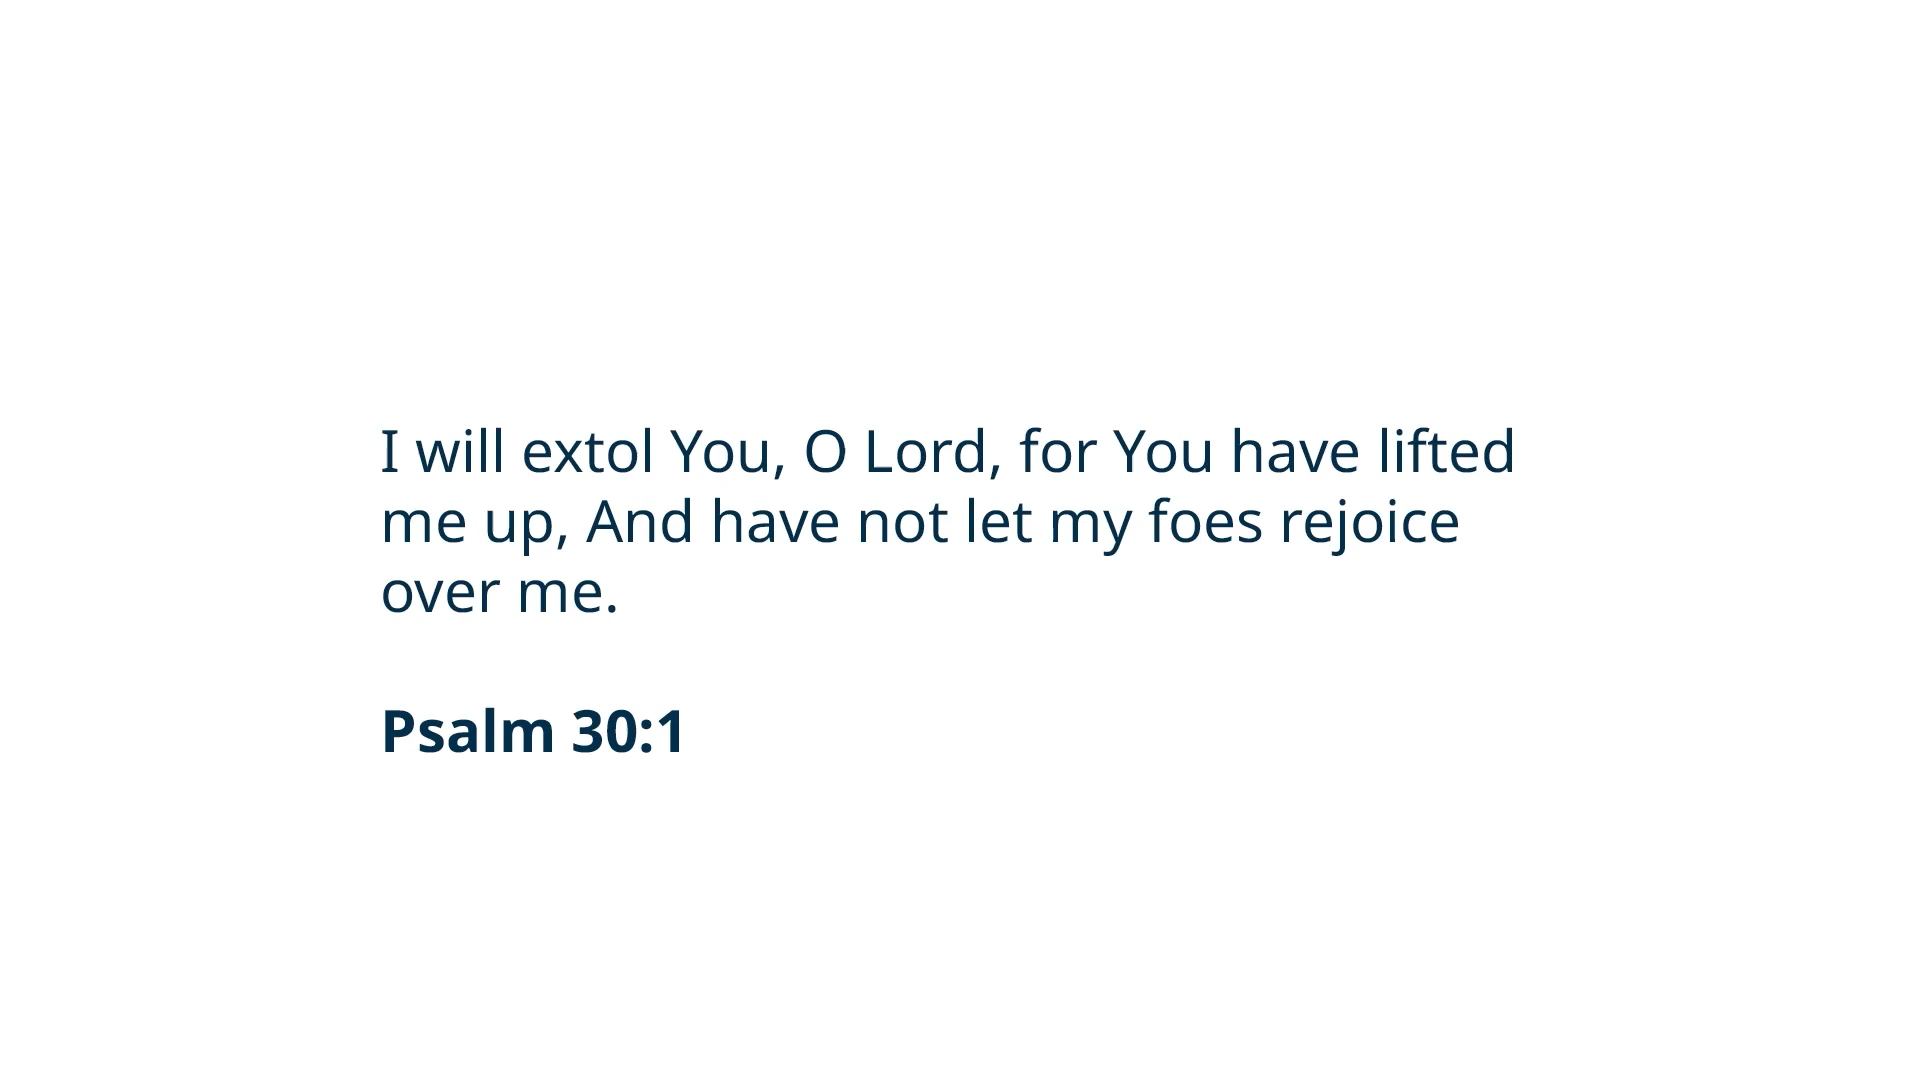 I will extol You, O Lord, for You have lifted
me up, And have not let my foes rejoice
over me.
Psalm 30:1